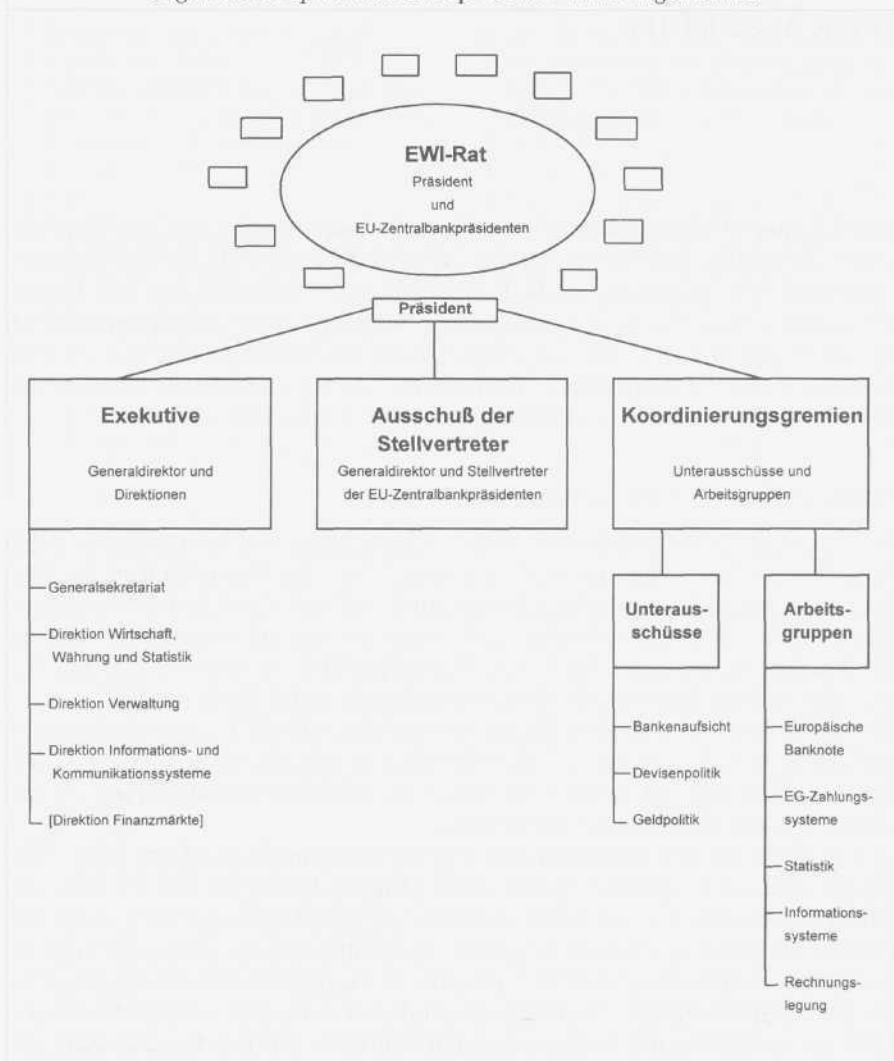 EWI-Rat
Präsident
und
EU-Zentralbankpräsidenten
Präsident
Exekutive
Generaldirektor und
Direktionen
Ausschuß der
Stellvertreter
Generaldirektor und Stellvertreter
der EU-Zentralbankpräsidenten
Koordinierungsgremien
Unterausschüsse und
Arbeitsgruppen
Generalsekretariat
Direktion Wirtschaft,
Währung und Statistik
Direktion Verwaltung
Direktion Informations- und
Kommunikationssysteme
[Direktion Finanzmärkte]
Unteraus-
schüsse
Bankenaufsicht
Devisenpolitik
Geldpolitik
Arbeits-
gruppen
Europäische
Banknote
EG-Zahlungs-
systeme
Statistik
Informations-
systeme
Rechnungs-
legung